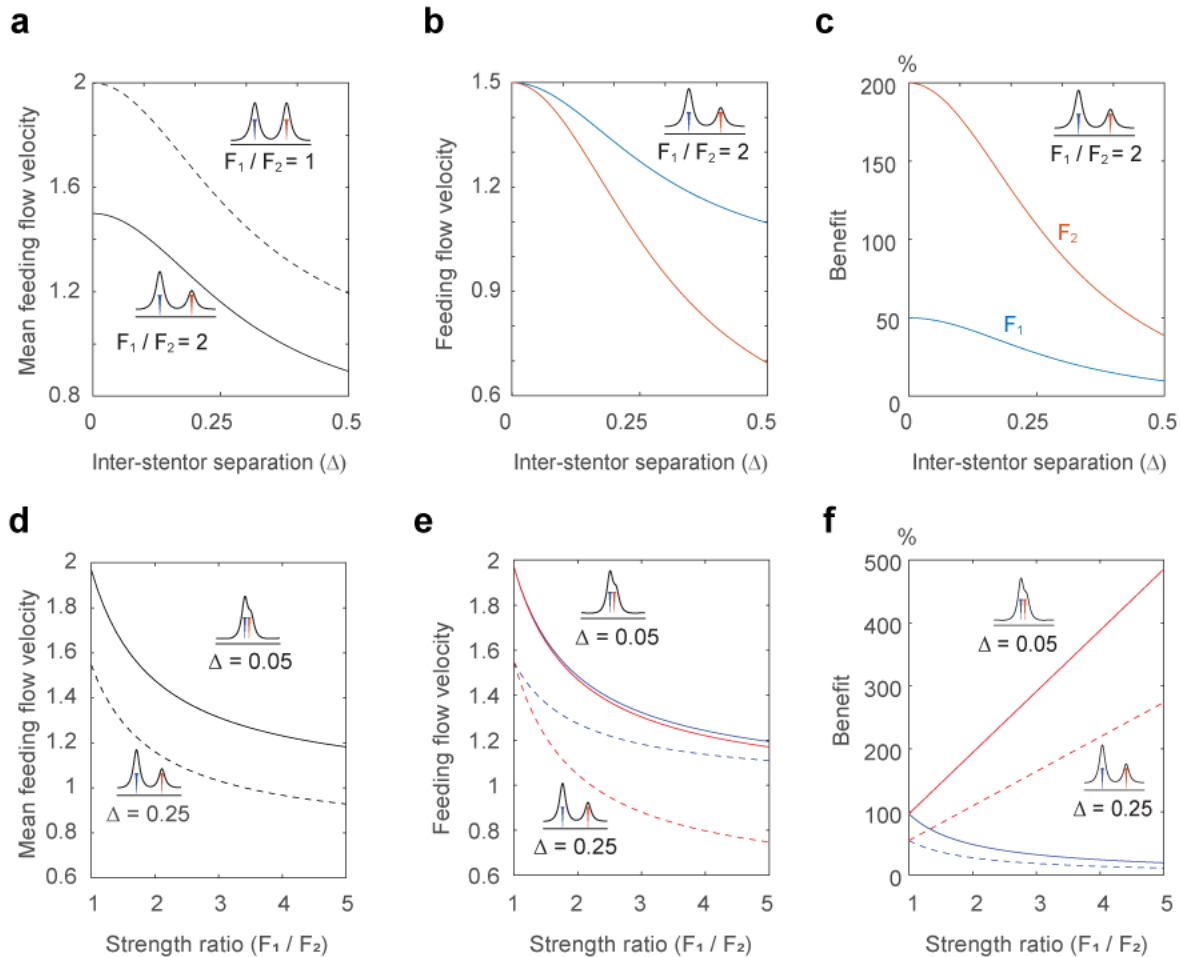 a
Mean feeding flow velocity
2
1.6
1.2
0.8
F₁ / F₂ = 1
F₁ / F₂ = 2
0
0.25
0.5
Inter-stentor separation (Δ)
b
Feeding flow velocity
1.5
1.2
0.9
0.6
F₁ / F₂ = 2
0
0.25
0.5
Inter-stentor separation (Δ)
c
%
Benefit
200
150
100
50
0
F₁ / F₂ = 2
F₂
F₁
0
0.25
0.5
Inter-stentor separation (Δ)
d
Mean feeding flow velocity
2
1.8
1.6
1.4
1.2
1
0.8
0.6
Δ = 0.05
Δ = 0.25
1
2
3
4
5
Strength ratio (F₁ / F₂)
e
Feeding flow velocity
2
1.8
1.6
1.4
1.2
1
0.8
0.6
Δ = 0.05
Δ = 0.25
1
2
3
4
5
Strength ratio (F₁ / F₂)
f
%
Benefit
500
400
300
200
100
0
Δ = 0.05
Δ = 0.25
1
2
3
4
5
Strength ratio (F₁ / F₂)